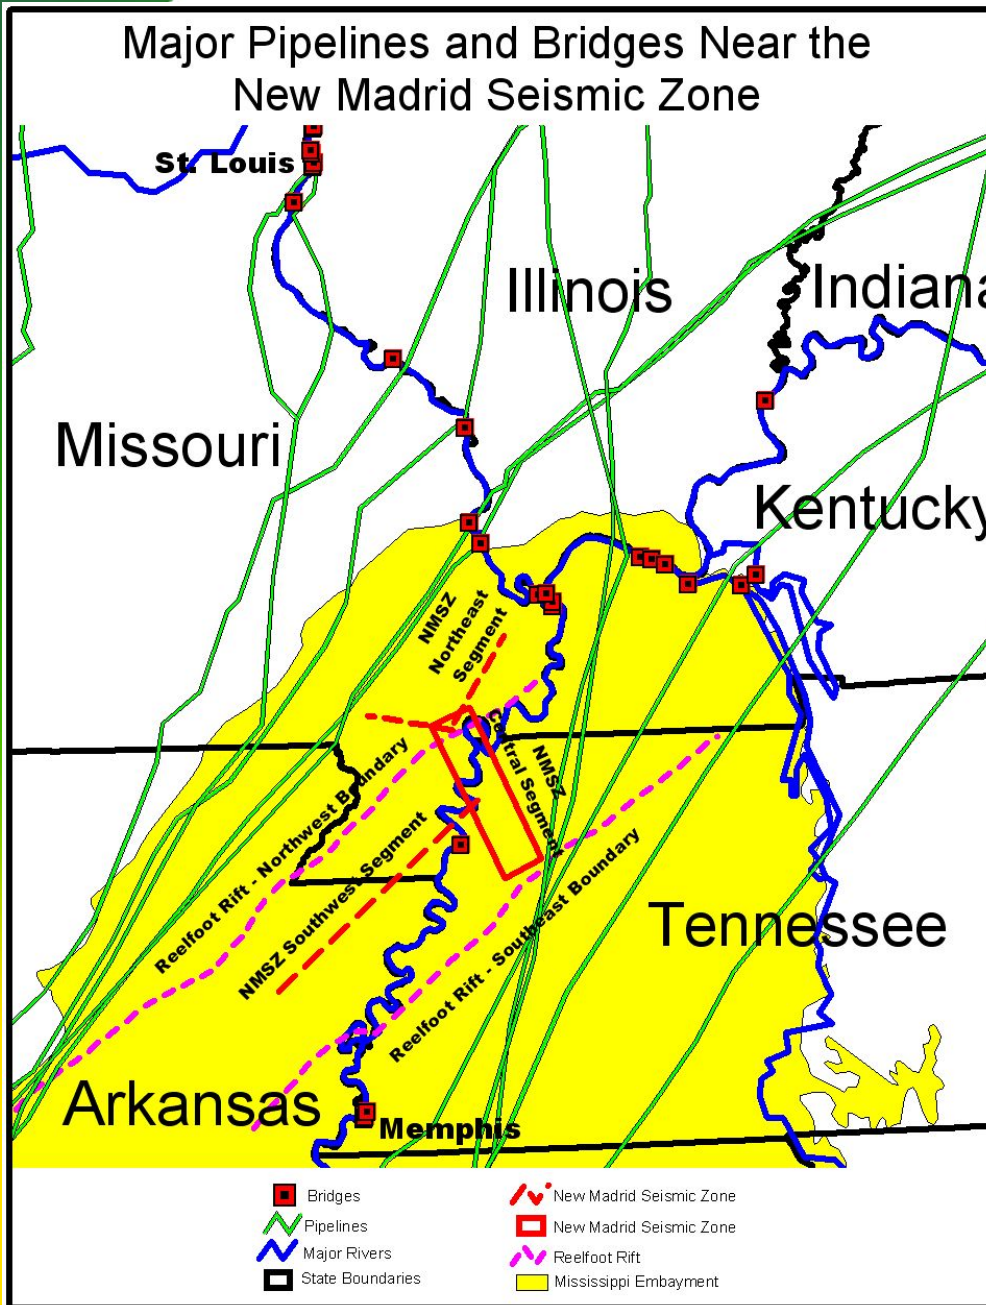 Major Pipelines and Bridges Near the
New Madrid Seismic Zone
St. Louis
Illinois
Indiana
Missouri
Kentucky
NMSZ
Northeast
Segment
NMSZ
Central Segment
Reelfoot Rift - Northwest Boundary
NMSZ Southwest Segment
Reelfoot Rift - Southeast Boundary
Tennessee
Arkansas
Memphis
Bridges
Pipelines
Major Rivers
State Boundaries
New Madrid Seismic Zone
New Madrid Seismic Zone
Reelfoot Rift
Mississippi Embayment